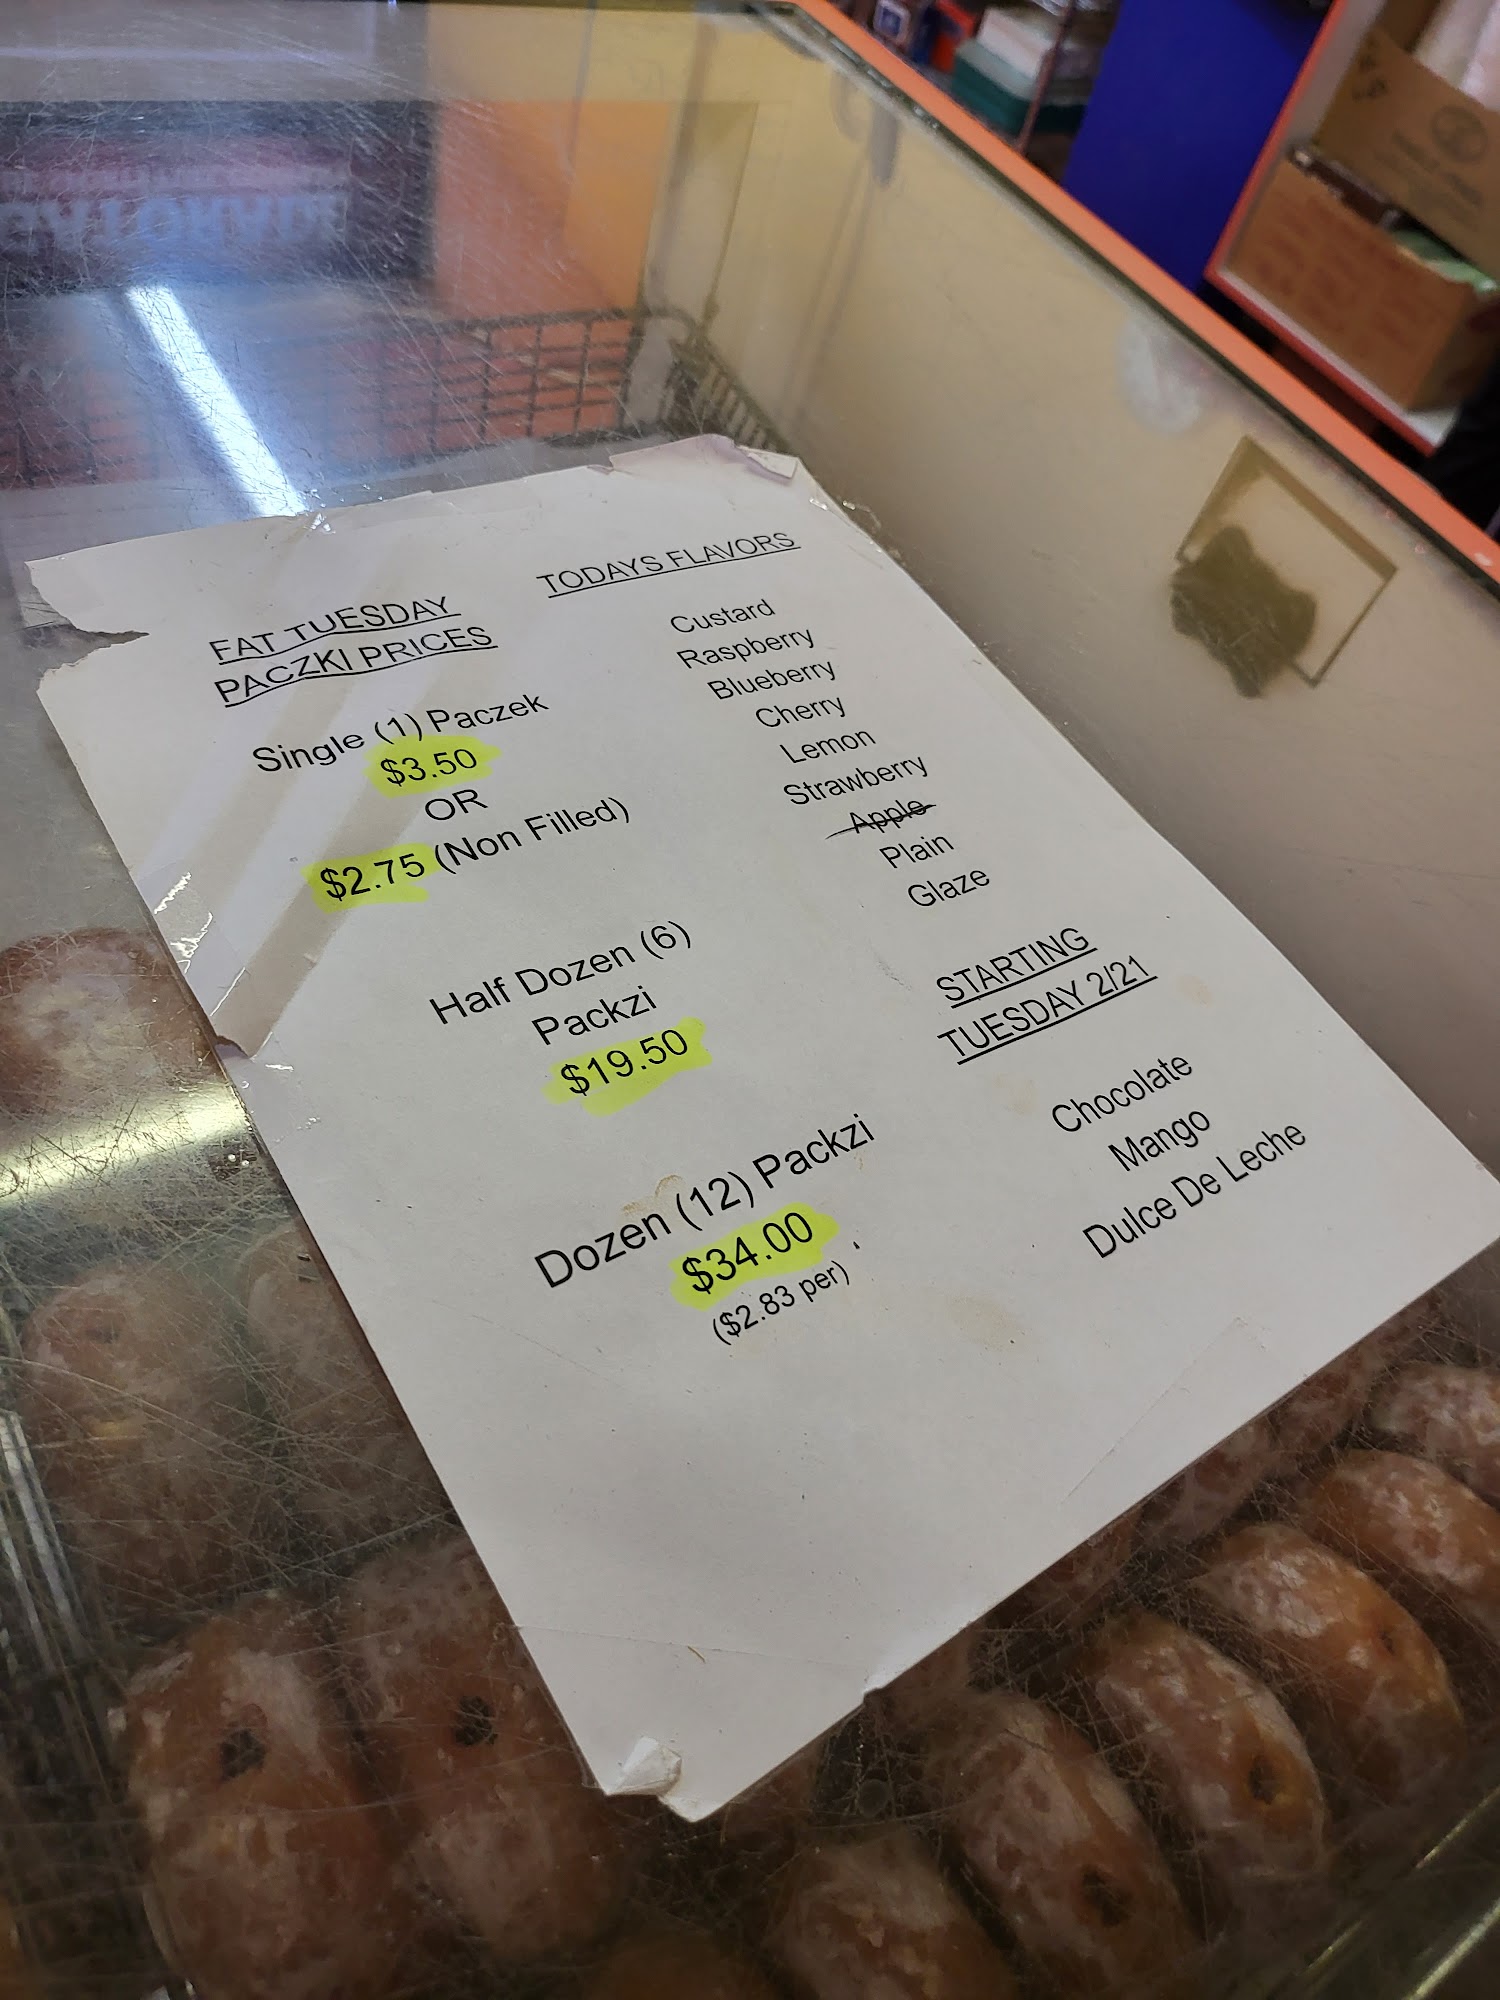 FAT TUESDAY
PACZKI PRICES
Single (1) Paczek
$3.50
OR
$2.75 (Non Filled)
Half Dozen (6)
Packzi
$19.50
Dozen (12) Packzi
$34.00
($2.83 per)
TODAYS FLAVORS
Custard
Raspberry
Blueberry
Cherry
Lemon
Strawberry
Apple
Plain
Glaze
STARTING
TUESDAY 2/21
Chocolate
Mango
Dulce De Leche